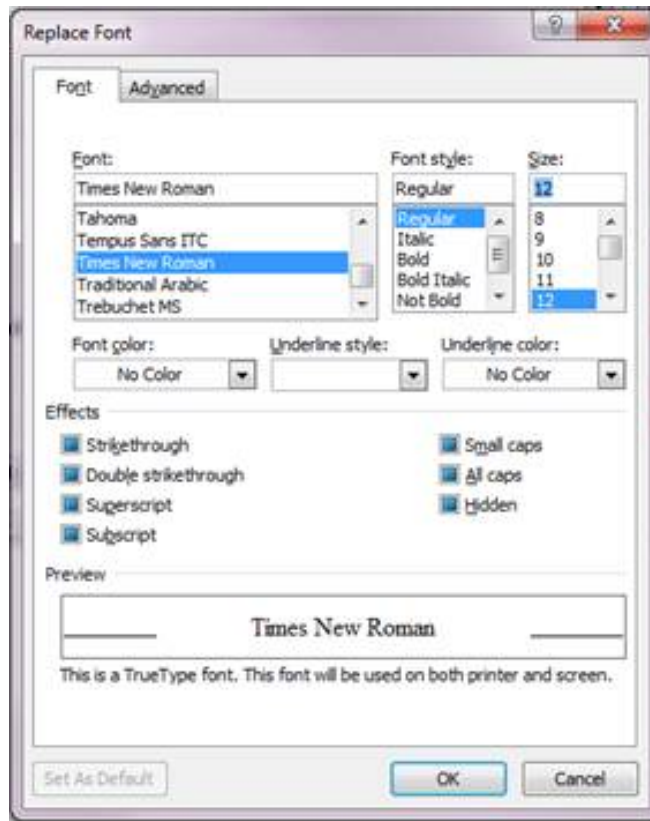 Replace Font
Font Advanced
Font: Font style: Size:
Times New Roman Regular 12
Tahoma Regular 8
Tempus Sans ITC Italic 9
Times New Roman Bold 10
Traditional Arabic Bold Italic 11
Trebuchet MS Not Bold 12
Font color: Underline style: Underline color:
No Color No Color
Effects
Strikethrough Small caps
Double strikethrough All caps
Superscript Hidden
Subscript
Preview
Times New Roman
This is a TrueType font. This font will be used on both printer and screen.
Set As Default OK Cancel